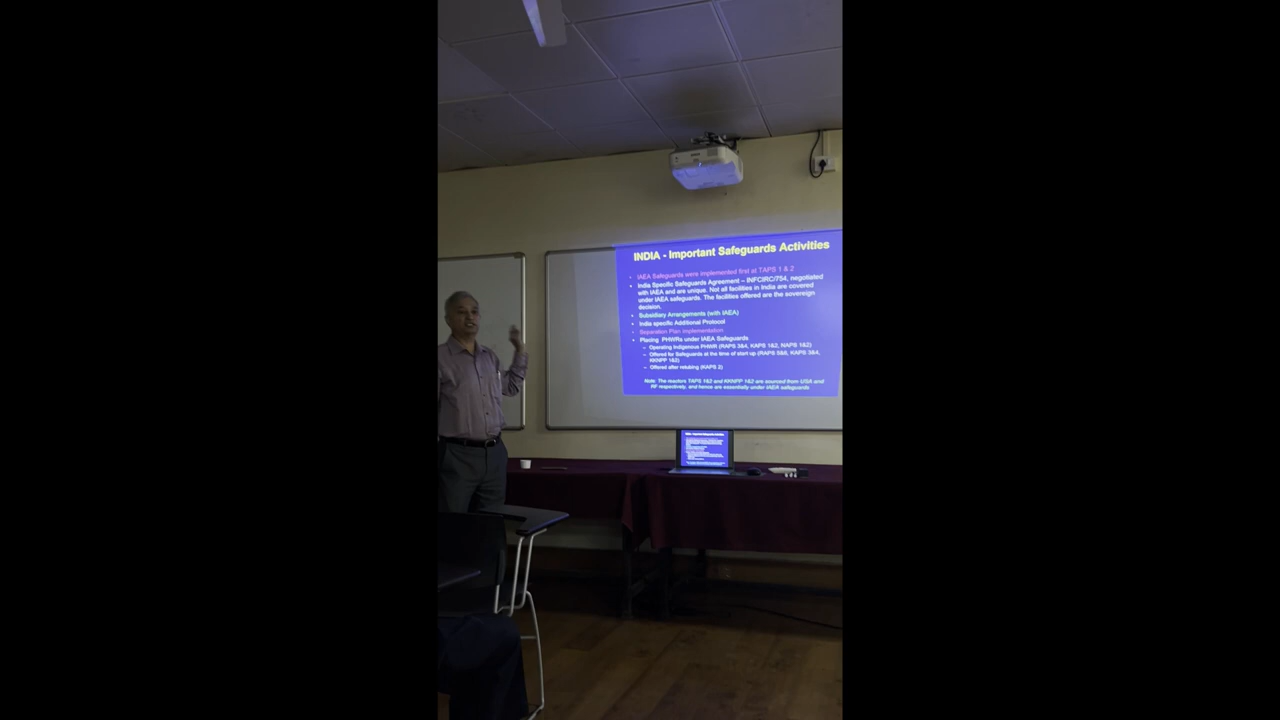 INDIA - Important Safeguards Activities
• IAEA Safeguards were implemented first at TAPS 1 & 2
• India Specific Safeguards Agreement – INFCIRC/754, negotiated
with IAEA and are unique. Not all facilities in India are covered
under IAEA safeguards. The facilities offered are the sovereign
decision.
• Subsidiary Arrangements (with IAEA)
• India specific Additional Protocol
• Separation Plan implementation
• Placing PHWRs under IAEA Safeguards
– Operating Indigenous PHWR (RAPS 3&4, KAPS 1&2, NAPS 1&2)
– Offered for Safeguards at the time of start up (RAPS 5&6, KAPS 3&4,
KKNPP 1&2)
– Offered after retubing (KAPS 2)
Note: The reactors TAPS 1&2 and KKNPP 1&2 are sourced from USA and
RF respectively, and hence are essentially under IAEA safeguards
INDIA - Important Safeguards Activities